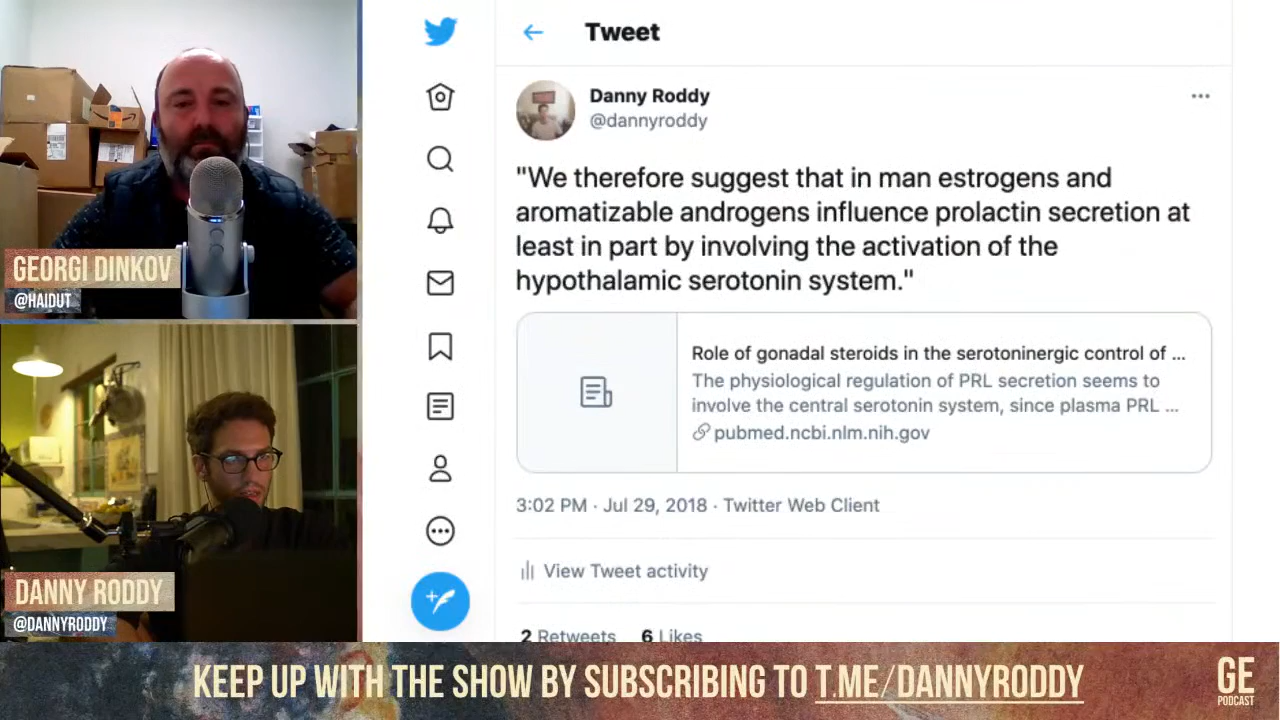 GEORGI DINKOV
@HAIDUT
DANNY RODDY
@DANNYRODDY
Tweet
Danny Roddy
@dannyroddy
"We therefore suggest that in man estrogens and
aromatizable androgens influence prolactin secretion at
least in part by involving the activation of the
hypothalamic serotonin system."
Role of gonadal steroids in the serotoninergic control of ...
The physiological regulation of PRL secretion seems to
involve the central serotonin system, since plasma PRL ...
pubmed.ncbi.nlm.nih.gov
3:02 PM · Jul 29, 2018 · Twitter Web Client
View Tweet activity
2 Retweets 6 Likes
KEEP UP WITH THE SHOW BY SUBSCRIBING TO T.ME/DANNYRODDY
GE
PODCAST